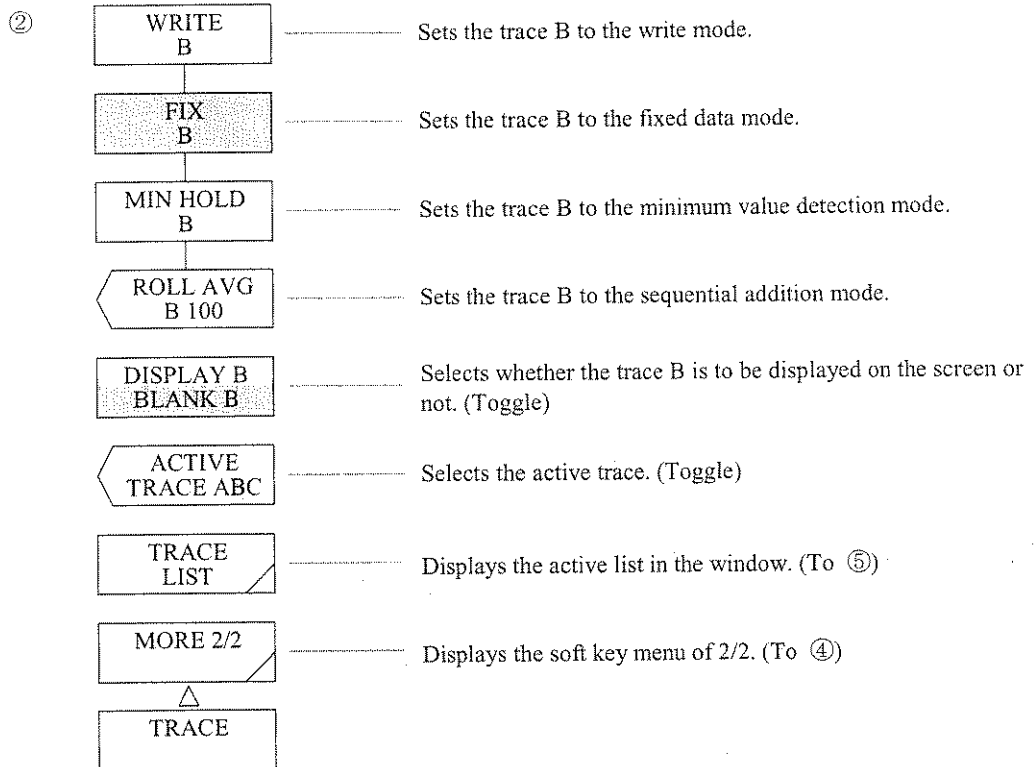 ②
WRITE
B
Sets the trace B to the write mode.
FIX
B
Sets the trace B to the fixed data mode.
MIN HOLD
B
Sets the trace B to the minimum value detection mode.
ROLL AVG
B 100
Sets the trace B to the sequential addition mode.
DISPLAY B
BLANK B
Selects whether the trace B is to be displayed on the screen or
not. (Toggle)
ACTIVE
TRACE ABC
Selects the active trace. (Toggle)
TRACE
LIST
Displays the active list in the window. (To ⑤)
MORE 2/2
Displays the soft key menu of 2/2. (To ④)
TRACE